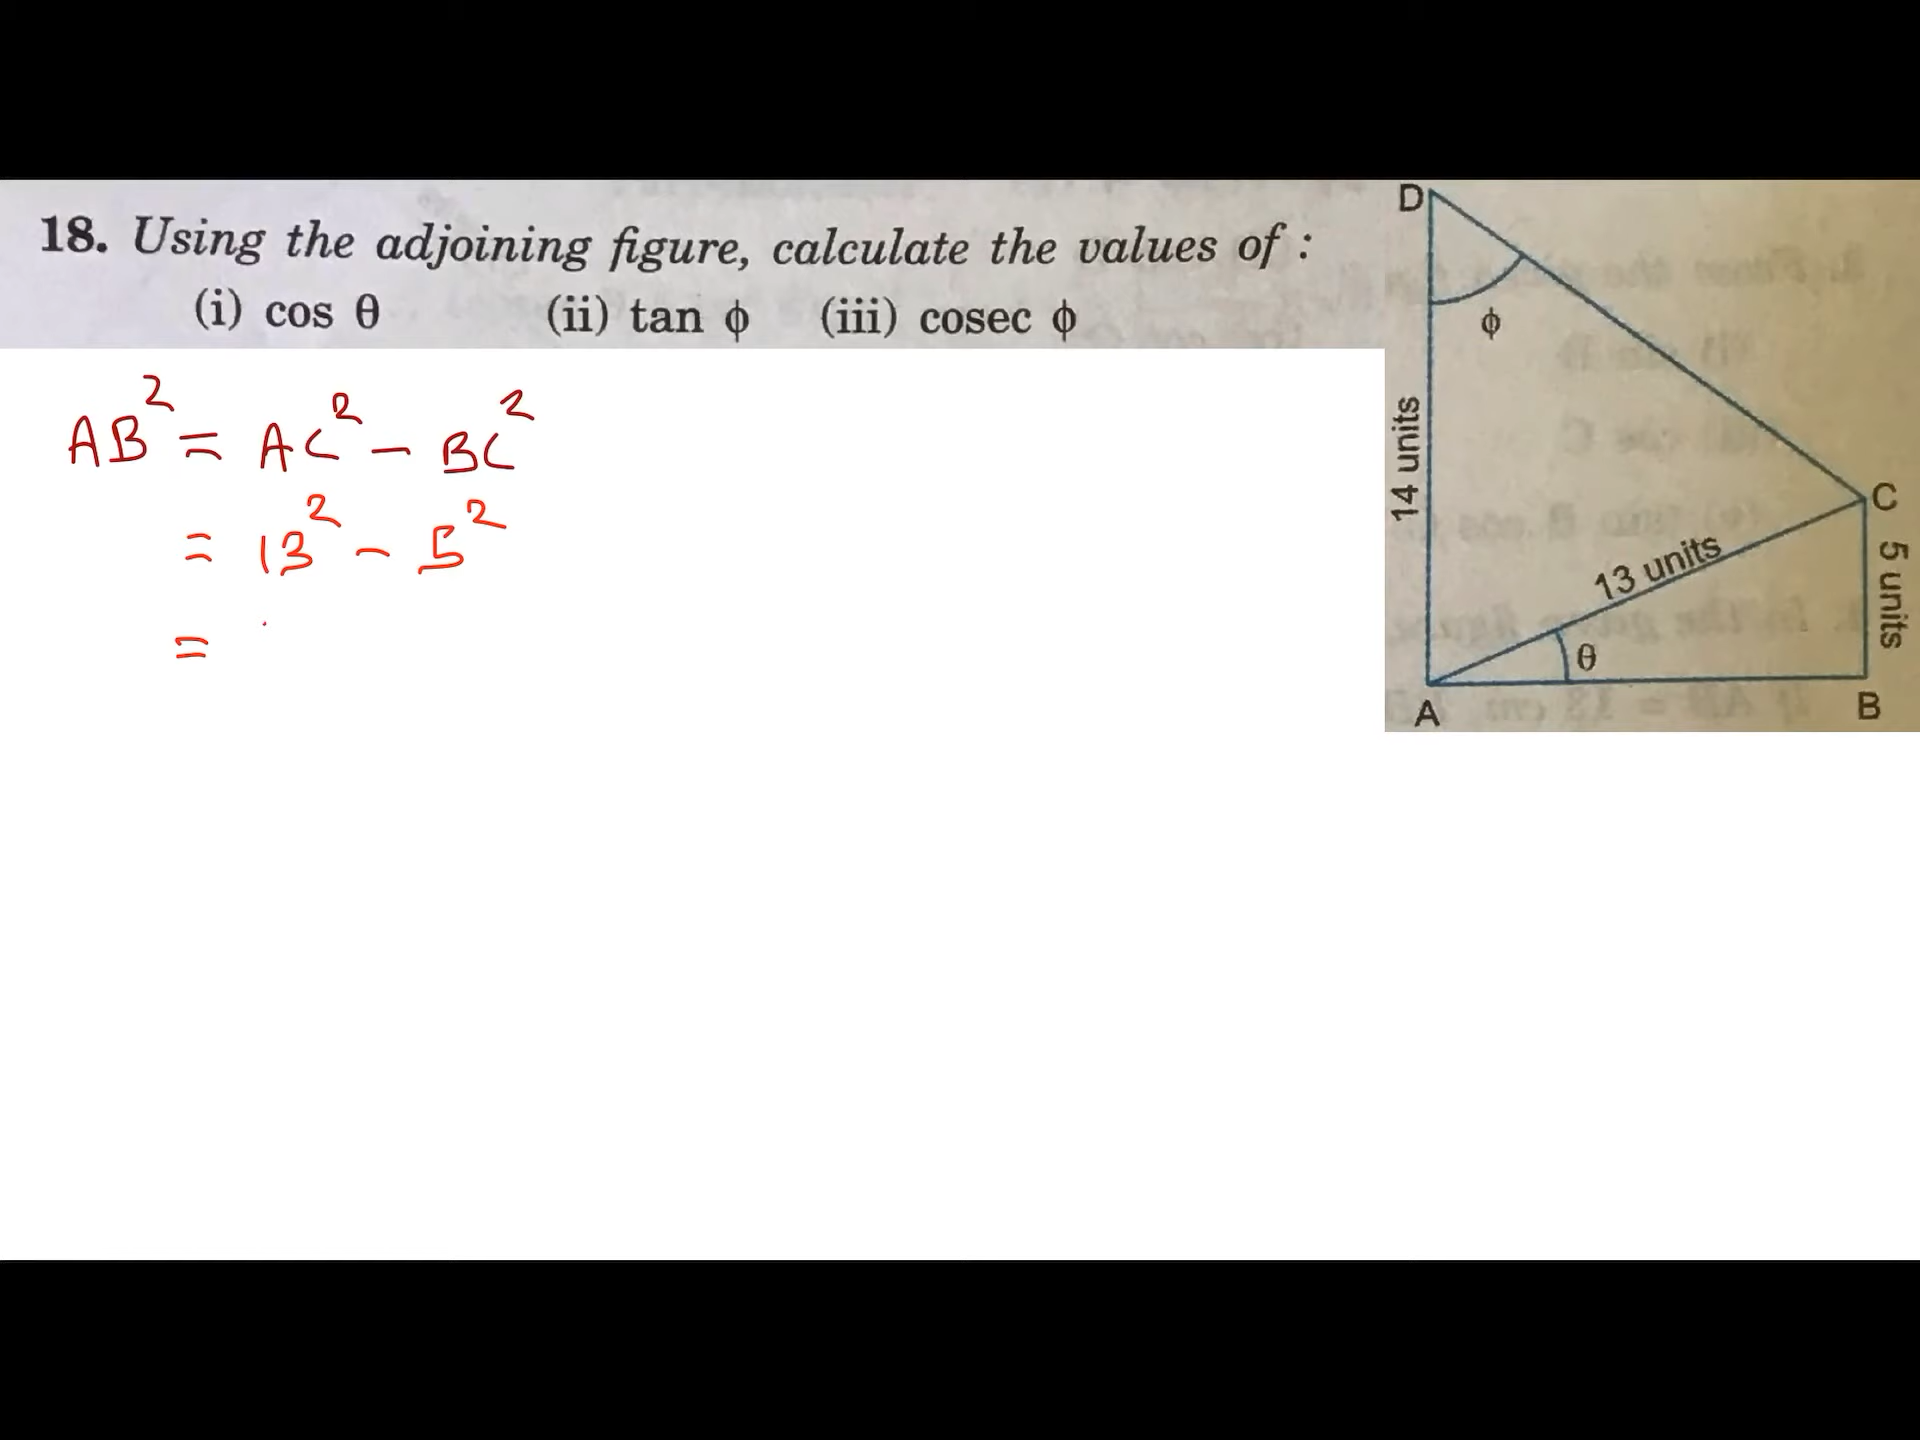 18. Using the adjoining figure, calculate the values of :
(i) cos θ (ii) tan ϕ (iii) cosec ϕ
AB² = AC² - BC²
= 13² - 5²
=
D
ϕ
14 units
C
13 units
5 units
θ
A
B